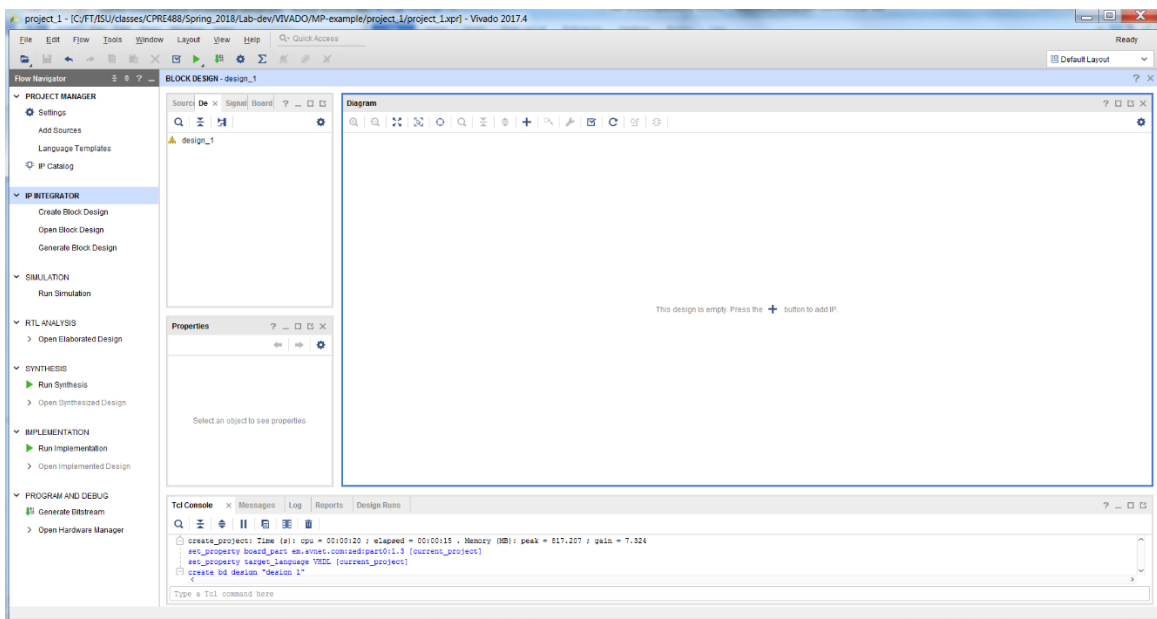 project_1 - [C:/FT/ISU/classes/CPRE488/Spring_2018/Lab-dev/VIVADO/MP-example/project_1/project_1.xpr] - Vivado 2017.4
File Edit Flow Tools Window Layout View Help Quick Access
Ready
Default Layout
Flow Navigator
BLOCK DESIGN - design_1
PROJECT MANAGER
Settings
Add Sources
Language Templates
IP Catalog
IP INTEGRATOR
Create Block Design
Open Block Design
Generate Block Design
SIMULATION
Run Simulation
RTL ANALYSIS
Open Elaborated Design
SYNTHESIS
Run Synthesis
Open Synthesized Design
IMPLEMENTATION
Run Implementation
Open Implemented Design
PROGRAM AND DEBUG
Generate Bitstream
Open Hardware Manager
Source De Signal Board
design_1
Properties
Select an object to see properties
Diagram
This design is empty. Press the + button to add IP.
Tcl Console Messages Log Reports Design Runs
create_project: Time (s): cpu = 00:00:20 ; elapsed = 00:00:15 . Memory (MB): peak = 817.207 ; gain = 7.324
set_property board_part em.avnet.com:zed:part0:1.3 [current_project]
set_property target_language VHDL [current_project]
create_bd_design "design_1"
Type a Tcl command here